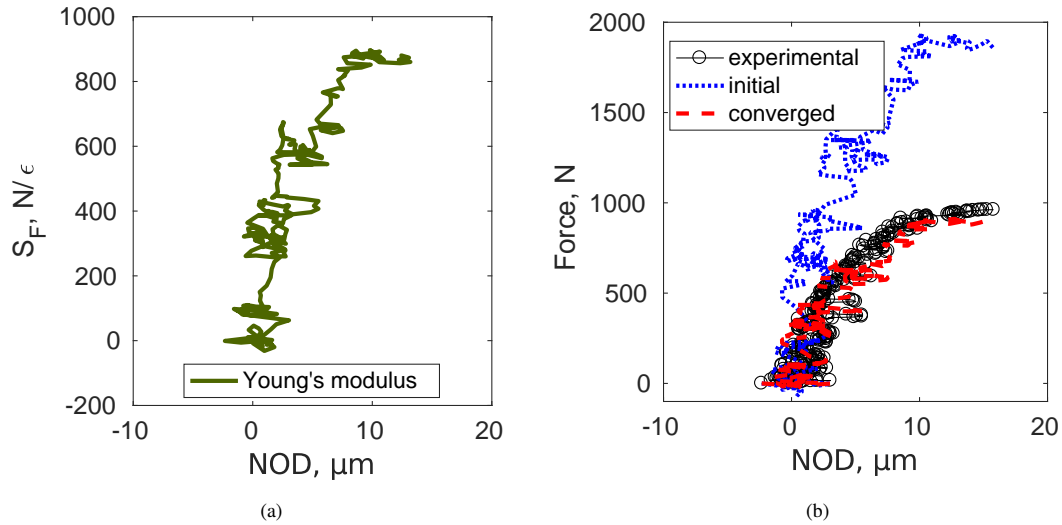 1000
800
600
400
200
0
-200
-10
0
10
20
S_F, N/ ϵ
NOD, μm
Young's modulus
(a)
2000
1500
1000
500
0
-10
0
10
20
Force, N
NOD, μm
experimental
initial
converged
(b)